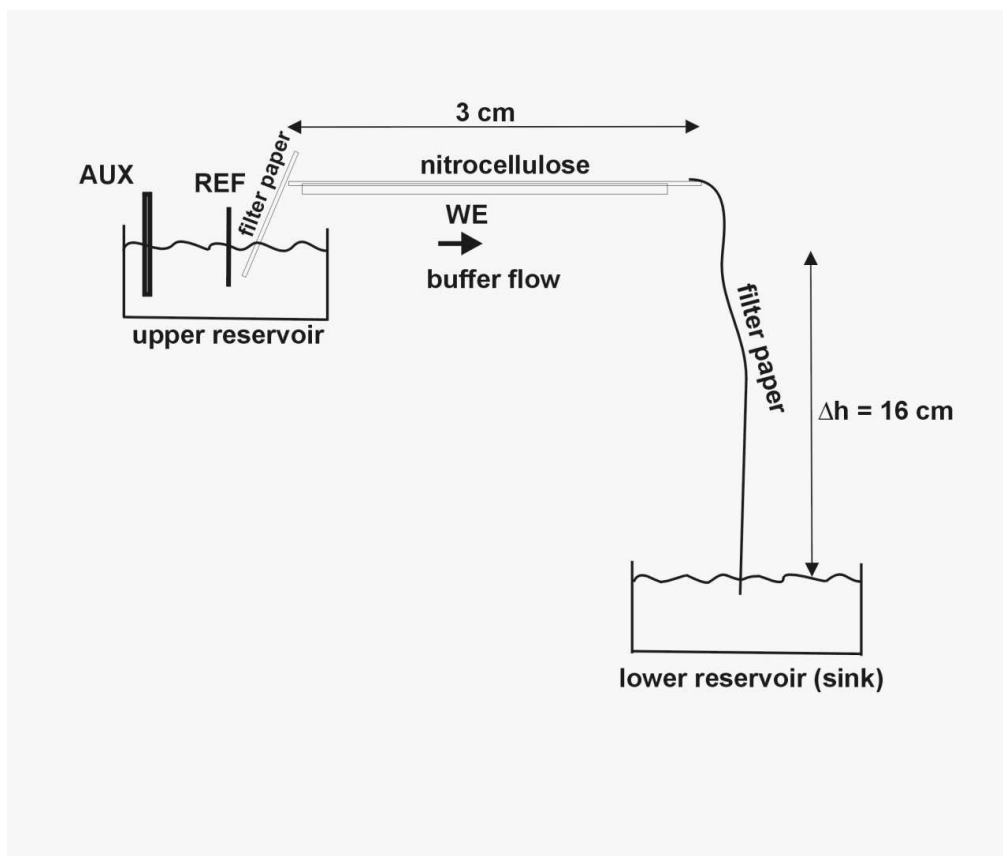 3 cm
filter paper
nitrocellulose
AUX
REF
WE
buffer flow
upper reservoir
filter paper
Δh = 16 cm
lower reservoir (sink)